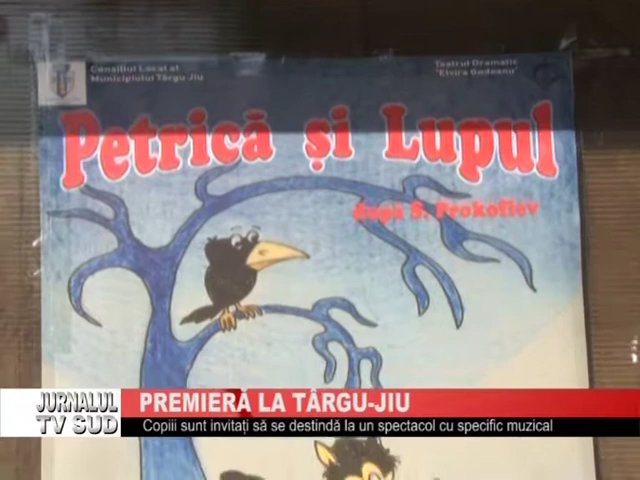 Consiliul Local al
Municipiului Târgu-Jiu
Teatrul Dramatic
"Elvira Godeanu"
Petrică și Lupul
după S. Prokofiev
JURNALUL
TV SUD
PREMIERĂ LA TÂRGU-JIU
Copiii sunt invitați să se destindă la un spectacol cu specific muzical